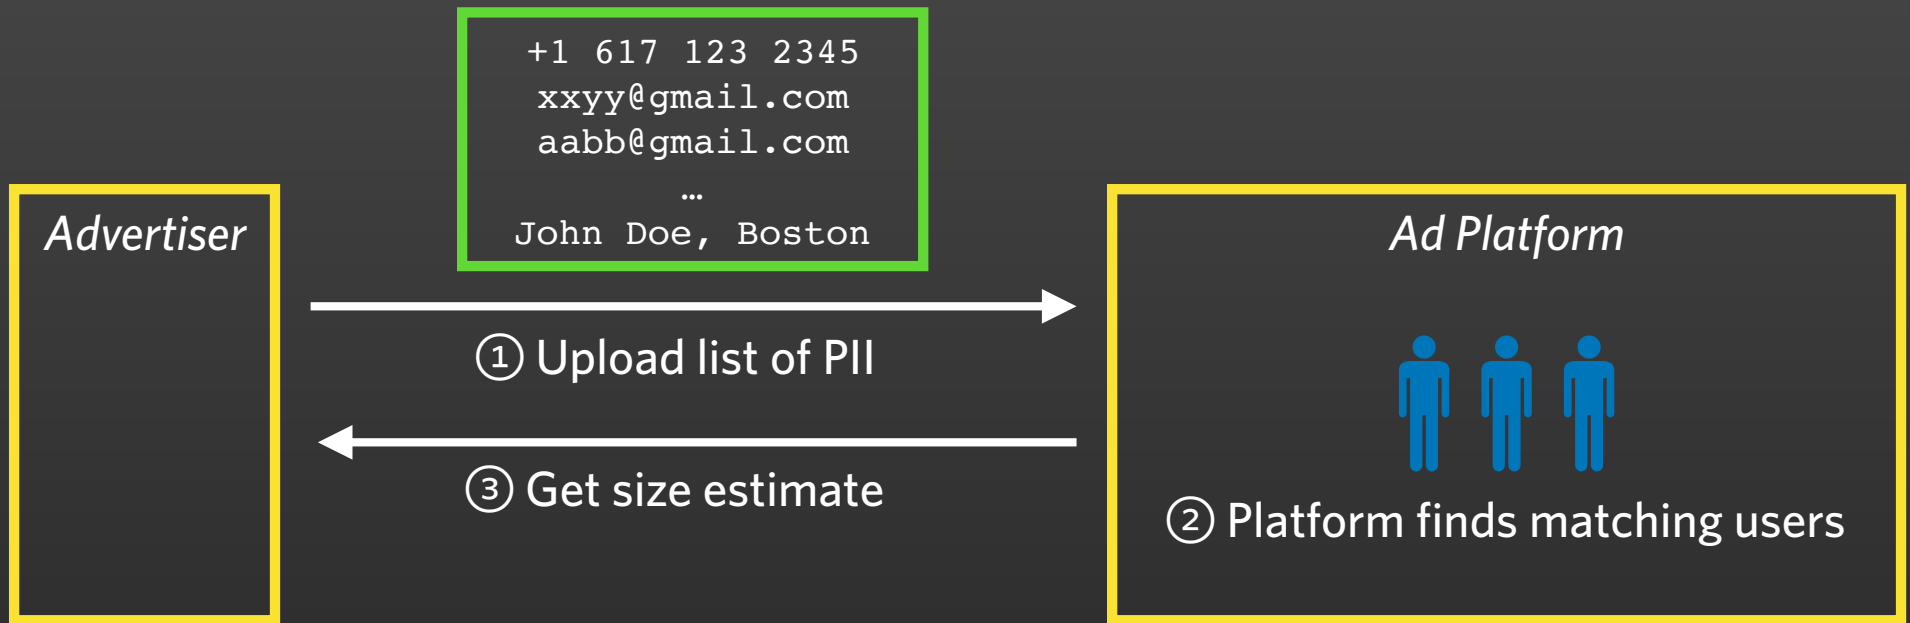 +1 617 123 2345
xxyy@gmail.com
aabb@gmail.com
…
John Doe, Boston
Advertiser
Ad Platform
① Upload list of PII
③ Get size estimate
② Platform finds matching users